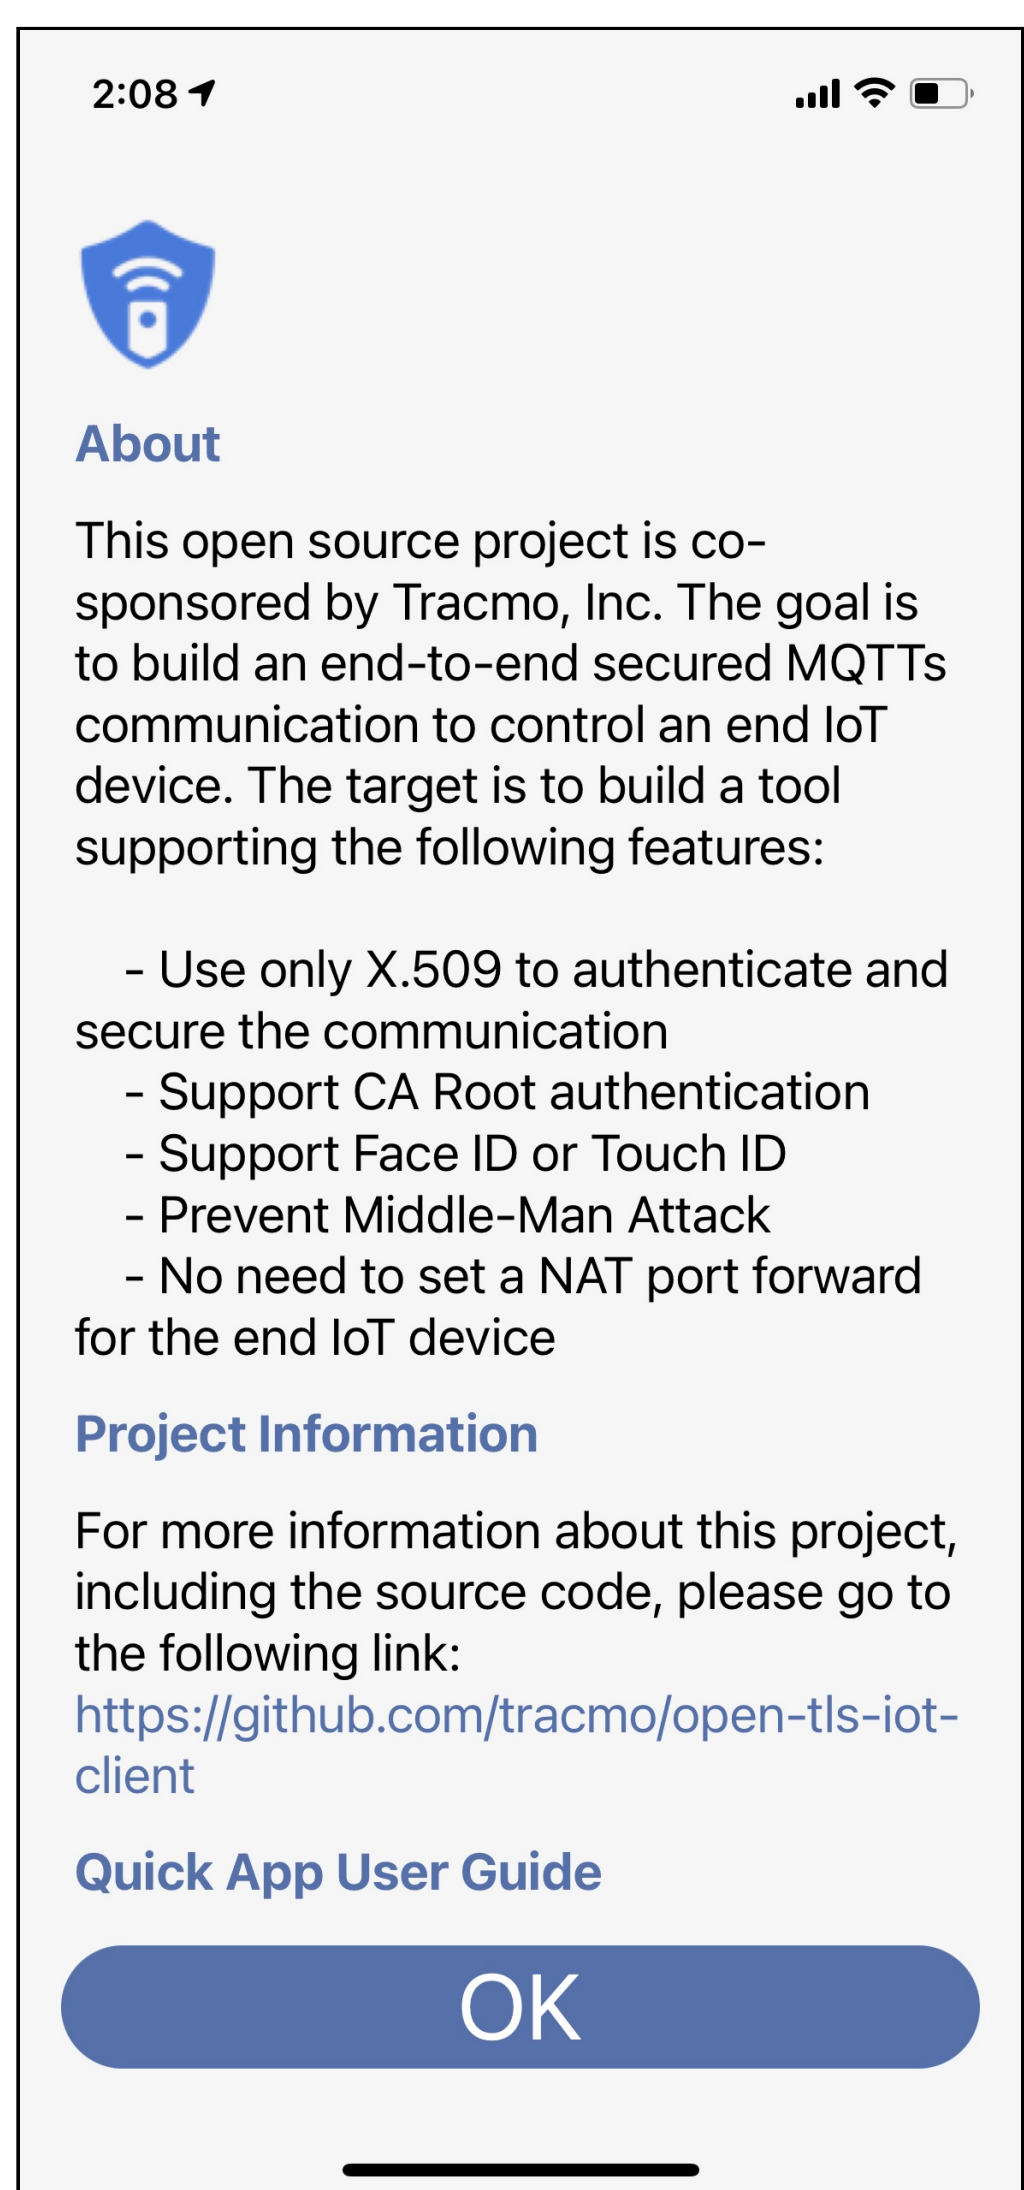 2:08
About
This open source project is co-
sponsored by Tracmo, Inc. The goal is
to build an end-to-end secured MQTTs
communication to control an end IoT
device. The target is to build a tool
supporting the following features:
- Use only X.509 to authenticate and
secure the communication
- Support CA Root authentication
- Support Face ID or Touch ID
- Prevent Middle-Man Attack
- No need to set a NAT port forward
for the end IoT device
Project Information
For more information about this project,
including the source code, please go to
the following link:
https://github.com/tracmo/open-tls-iot-
client
Quick App User Guide
OK